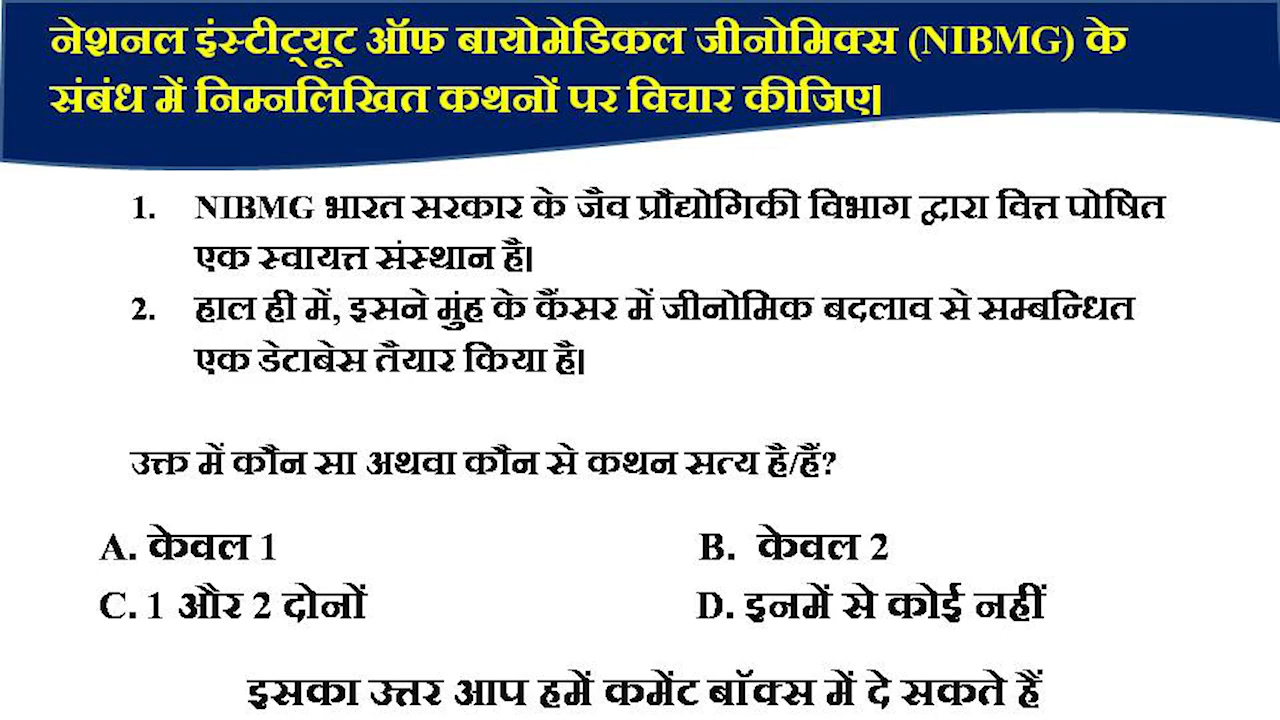 नेशनल इंस्टीट्यूट ऑफ बायोमेडिकल जीनोमिक्स (NIBMG) के
संबंध में निम्नलिखित कथनों पर विचार कीजिए।
1. NIBMG भारत सरकार के जैव प्रौद्योगिकी विभाग द्वारा वित्त पोषित
एक स्वायत्त संस्थान है।
2. हाल ही में, इसने मुंह के कैंसर में जीनोमिक बदलाव से सम्बन्धित
एक डेटाबेस तैयार किया है।
उक्त में कौन सा अथवा कौन से कथन सत्य है/हैं?
A. केवल 1 B. केवल 2
C. 1 और 2 दोनों D. इनमें से कोई नहीं
इसका उत्तर आप हमें कमेंट बॉक्स में दे सकते हैं